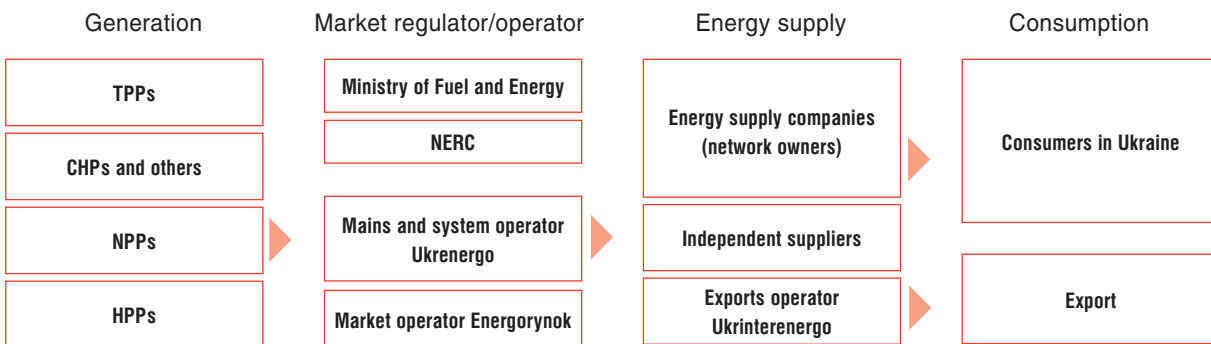 Generation
Market regulator/operator
Energy supply
Consumption
TPPs
CHPs and others
NPPs
HPPs
Ministry of Fuel and Energy
NERC
Mains and system operator
Ukrenergo
Market operator Energorynok
Energy supply companies
(network owners)
Independent suppliers
Exports operator
Ukrinterenergo
Consumers in Ukraine
Export